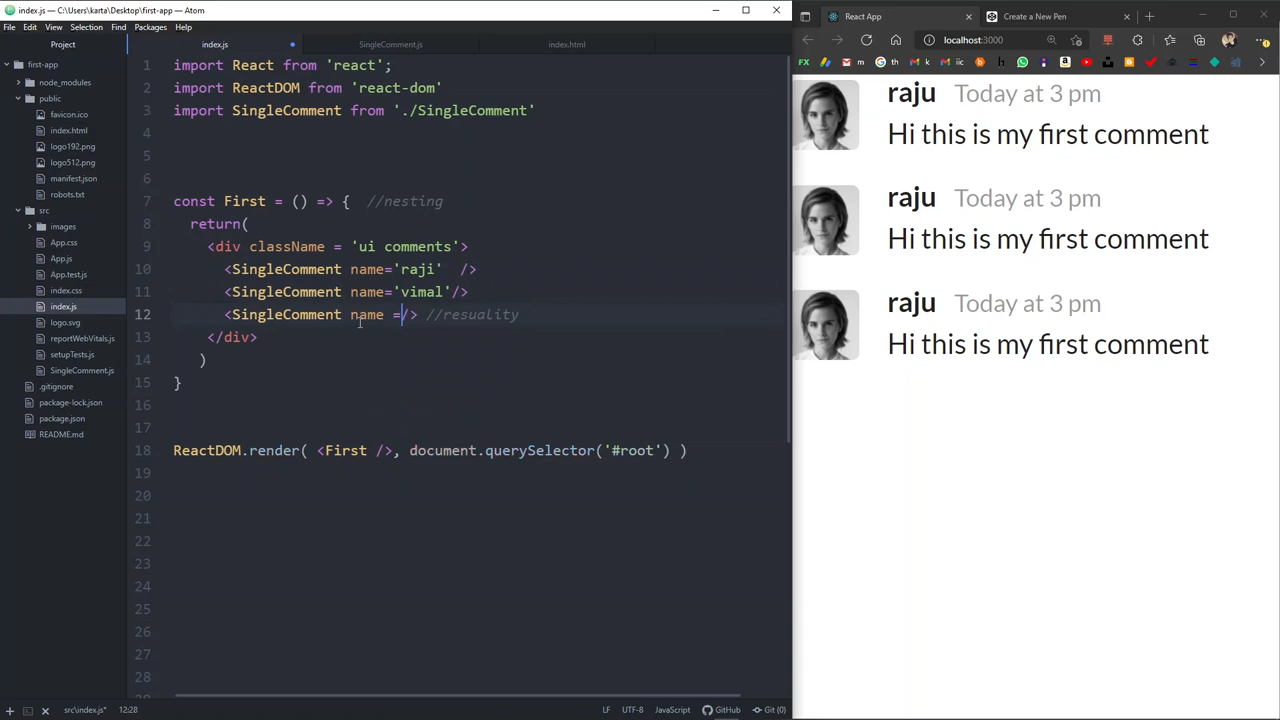 index.js — C:\Users\karta\Desktop\first-app — Atom
File Edit View Selection Find Packages Help
Project
first-app
node_modules
public
favicon.ico
index.html
logo192.png
logo512.png
manifest.json
robots.txt
src
images
App.css
App.js
App.test.js
index.css
index.js
logo.svg
reportWebVitals.js
setupTests.js
SingleComment.js
.gitignore
package-lock.json
package.json
README.md
index.js SingleComment.js index.html
1 import React from 'react';
2 import ReactDOM from 'react-dom'
3 import SingleComment from './SingleComment'
4
5
6
7 const First = () => { //nesting
8 return(
9 <div className = 'ui comments'>
10 <SingleComment name='raji' />
11 <SingleComment name='vimal'/>
12 <SingleComment name =/> //resuality
13 </div>
14 )
15 }
16
17
18 ReactDOM.render( <First />, document.querySelector('#root') )
19
20
21
22
23
24
25
26
27
28
src\index.js* 12:28 LF UTF-8 JavaScript GitHub Git (0)
React App Create a New Pen
localhost:3000
FX m th k iic
raju Today at 3 pm
Hi this is my first comment
raju Today at 3 pm
Hi this is my first comment
raju Today at 3 pm
Hi this is my first comment